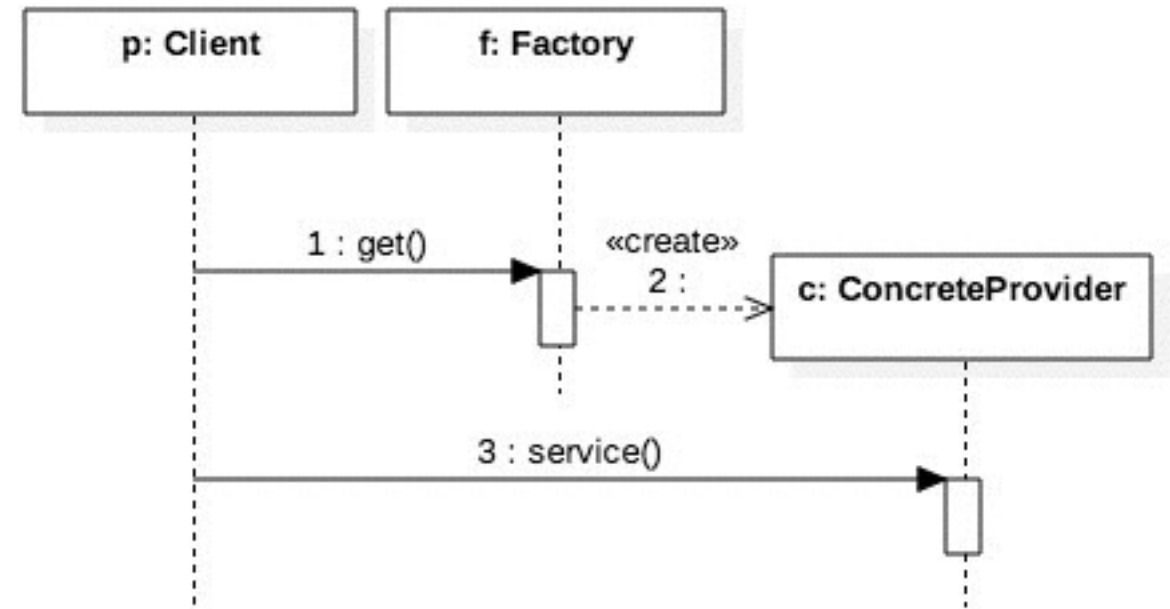 p: Client
f: Factory
1 : get()
«create»
2 :
c: ConcreteProvider
3 : service()